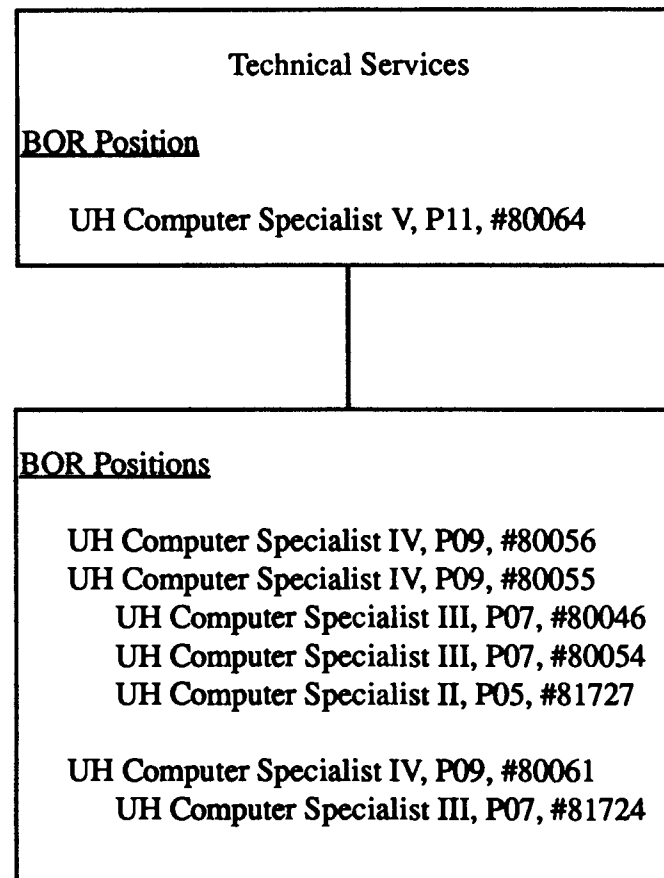 Technical Services
BOR Position
UH Computer Specialist V, P11, #80064
BOR Positions
UH Computer Specialist IV, P09, #80056
UH Computer Specialist IV, P09, #80055
UH Computer Specialist III, P07, #80046
UH Computer Specialist III, P07, #80054
UH Computer Specialist II, P05, #81727
UH Computer Specialist IV, P09, #80061
UH Computer Specialist III, P07, #81724